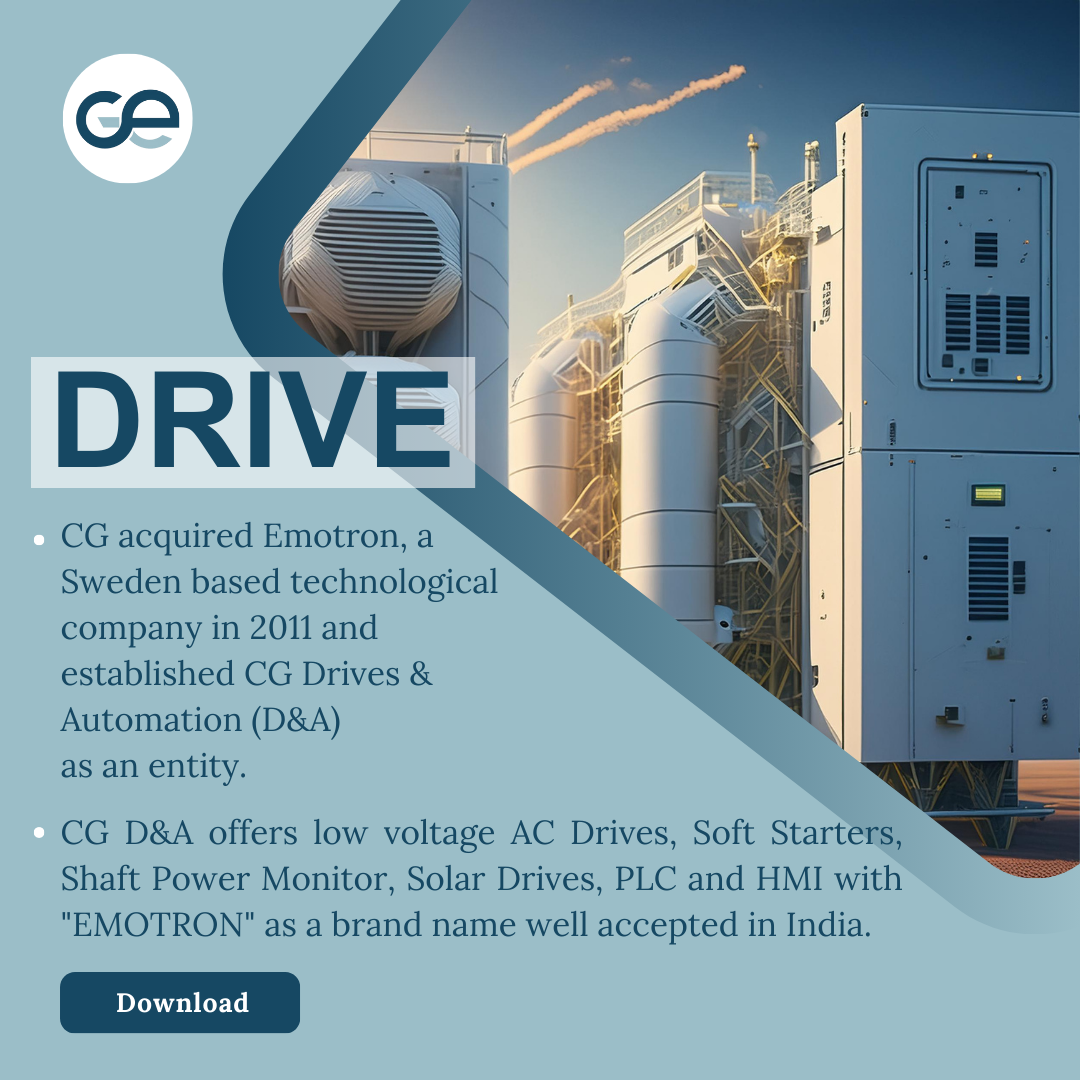 GE
DRIVE
CG acquired Emotron, a
Sweden based technological
company in 2011 and
established CG Drives &
Automation (D&A)
as an entity.
CG D&A offers low voltage AC Drives, Soft Starters,
Shaft Power Monitor, Solar Drives, PLC and HMI with
"EMOTRON" as a brand name well accepted in India.
Download